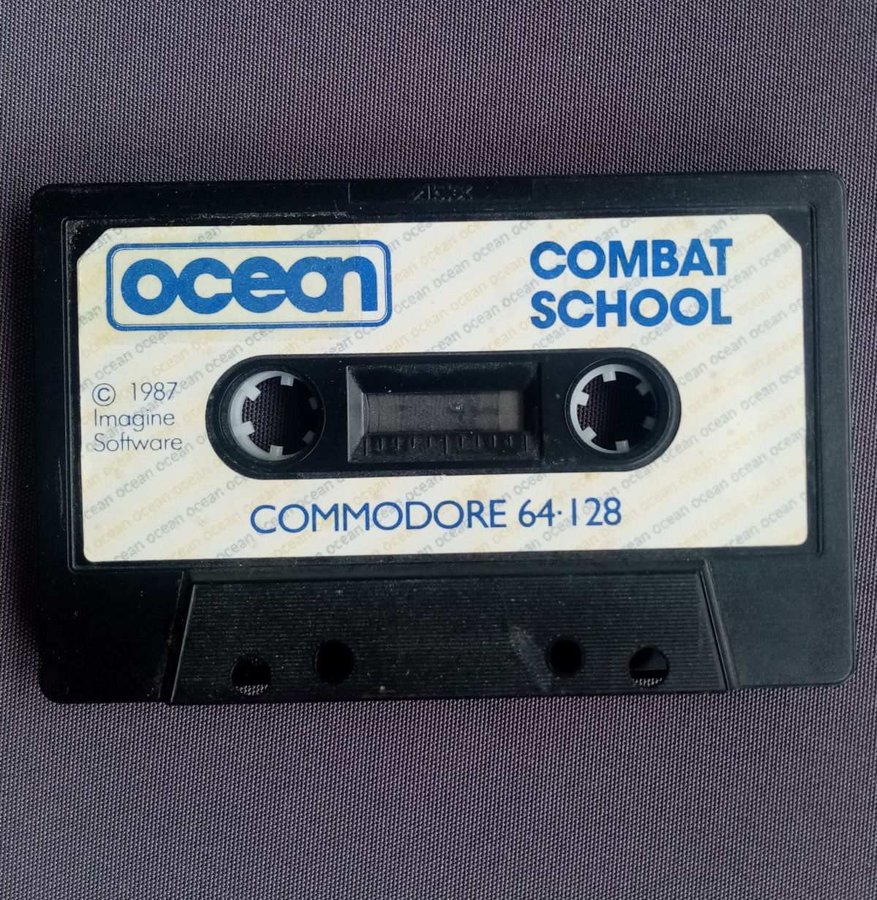 ocean
COMBAT
SCHOOL
© 1987
Imagine
Software
COMMODORE 64·128